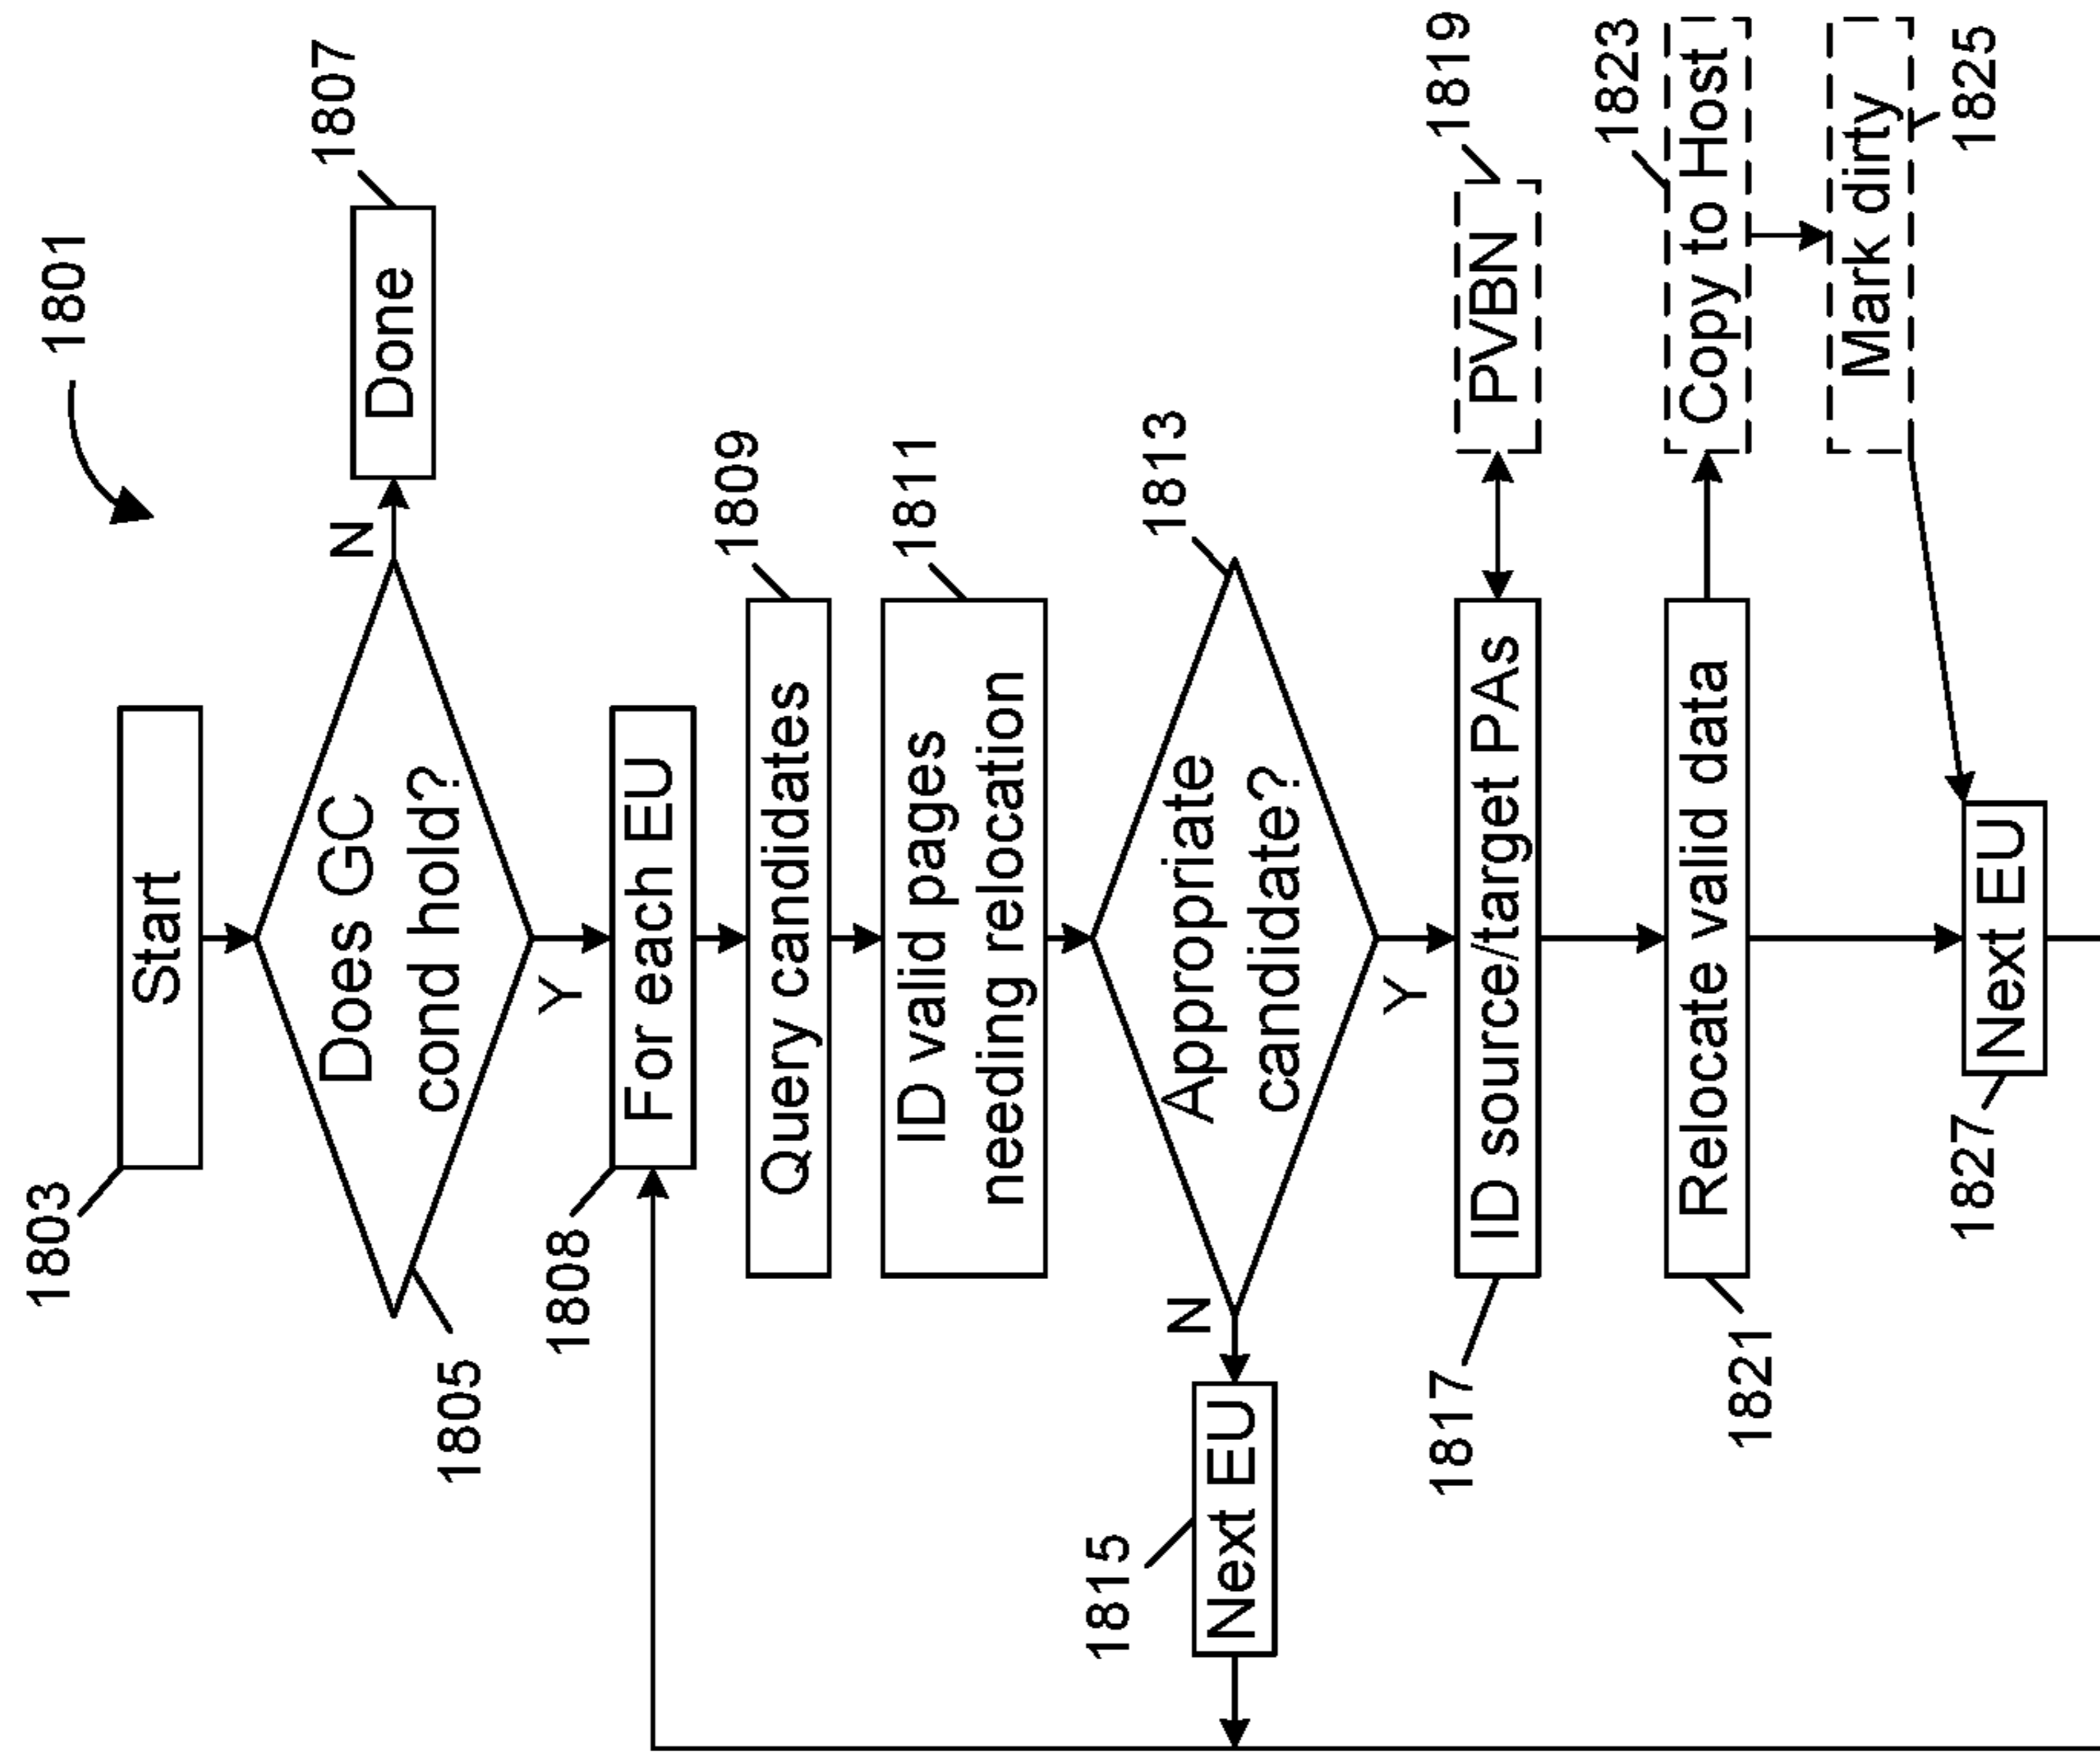 1801
1803
Start
1805
Does GC
cond hold?
N
1807
Done
Y
1808
For each EU
1809
Query candidates
1811
ID valid pages
needing relocation
1813
Appropriate
candidate?
N
1815
Next EU
Y
1817
ID source/target PAs
1819
PVBN
1821
Relocate valid data
1823
Copy to Host
Mark dirty
1825
1827
Next EU